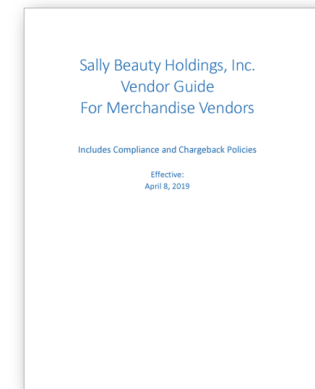 Sally Beauty Holdings, Inc.
Vendor Guide
For Merchandise Vendors
Includes Compliance and Chargeback Policies
Effective:
April 8, 2019